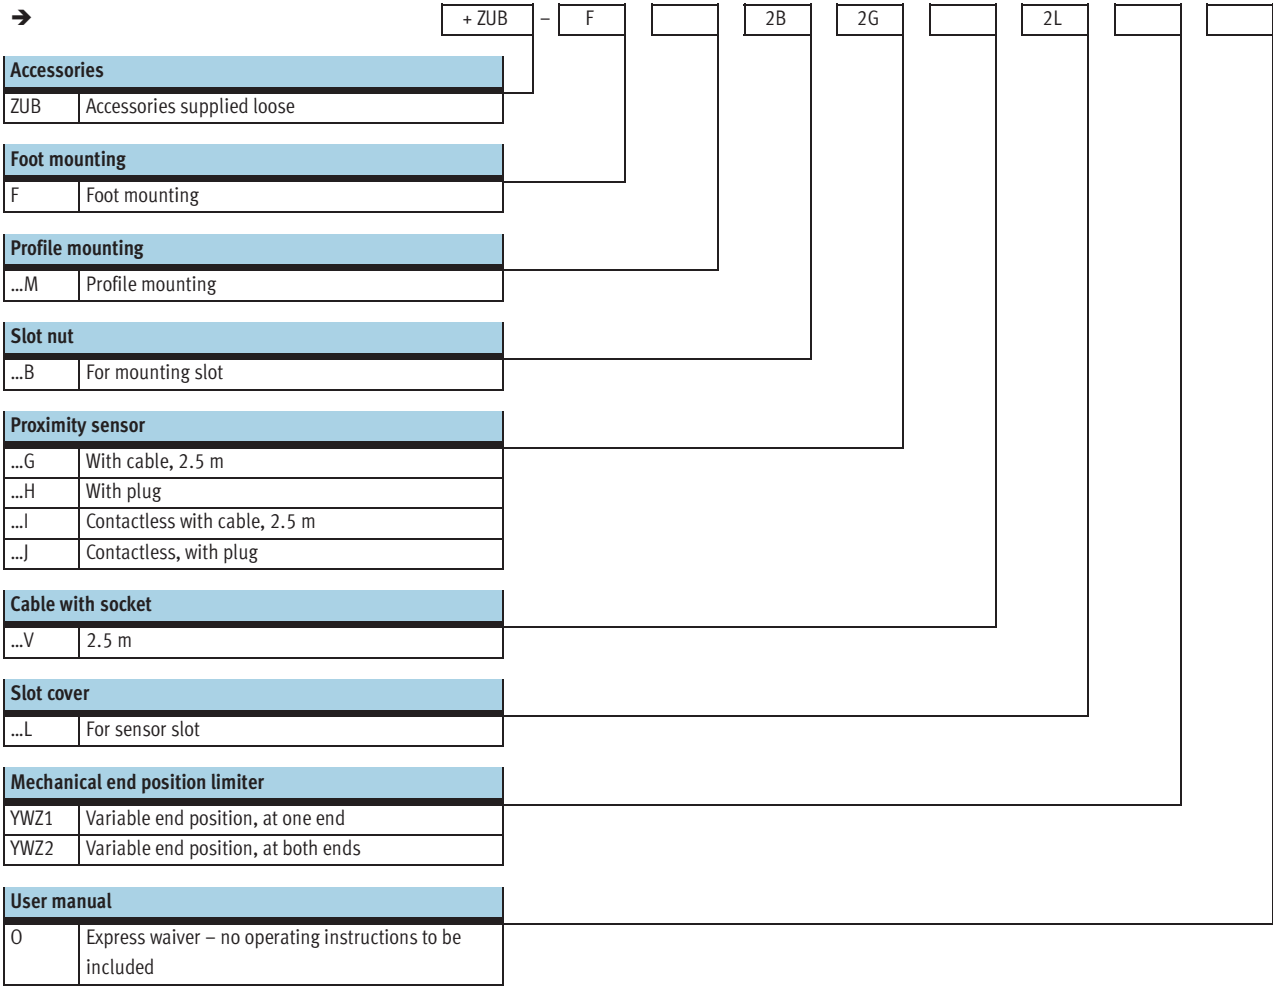 ➔ + ZUB – F 2B 2G 2L
Accessories
ZUB Accessories supplied loose
Foot mounting
F Foot mounting
Profile mounting
…M Profile mounting
Slot nut
…B For mounting slot
Proximity sensor
…G With cable, 2.5 m
…H With plug
…I Contactless with cable, 2.5 m
…J Contactless, with plug
Cable with socket
…V 2.5 m
Slot cover
…L For sensor slot
Mechanical end position limiter
YWZ1 Variable end position, at one end
YWZ2 Variable end position, at both ends
User manual
O Express waiver – no operating instructions to be
included